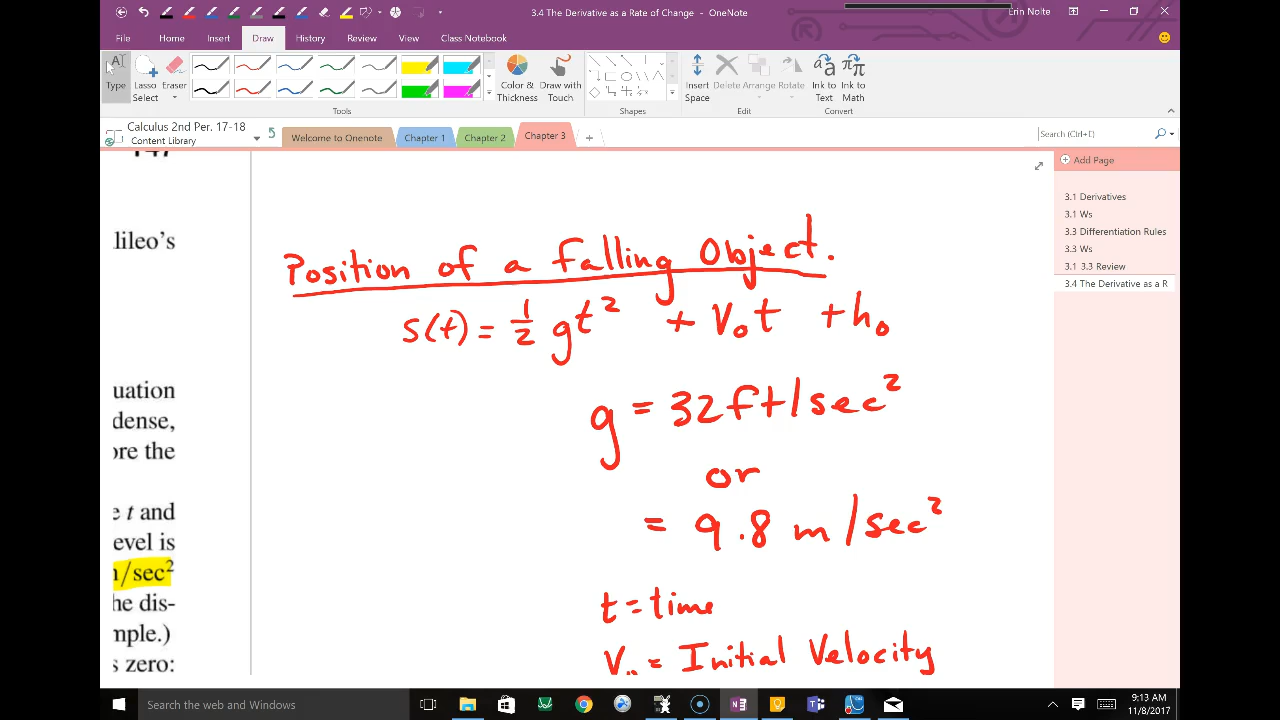 3.4 The Derivative as a Rate of Change - OneNote
Erin Nolte
File Home Insert Draw History Review View Class Notebook
Type
Lasso Select
Eraser
Color & Thickness
Draw with Touch
Insert Space
Delete
Arrange
Rotate
Ink to Text
Ink to Math
Tools
Shapes
Edit
Convert
Calculus 2nd Per. 17-18
Content Library
Welcome to Onenote
Chapter 1
Chapter 2
Chapter 3
Search (Ctrl+E)
Add Page
3.1 Derivatives
3.1 Ws
3.3 Differentiation Rules
3.3 Ws
3.1 3.3 Review
3.4 The Derivative as a R
147
lileo's
uation
dense,
ore the
e t and
evel is
m/sec²
he dis-
mple.)
s zero:
Position of a falling Object.
s(t) = 1/2 gt² + V₀t + h₀
g = 32ft/sec²
or
= 9.8 m/sec²
t = time
V₀ = Initial Velocity
Search the web and Windows
9:13 AM
11/8/2017